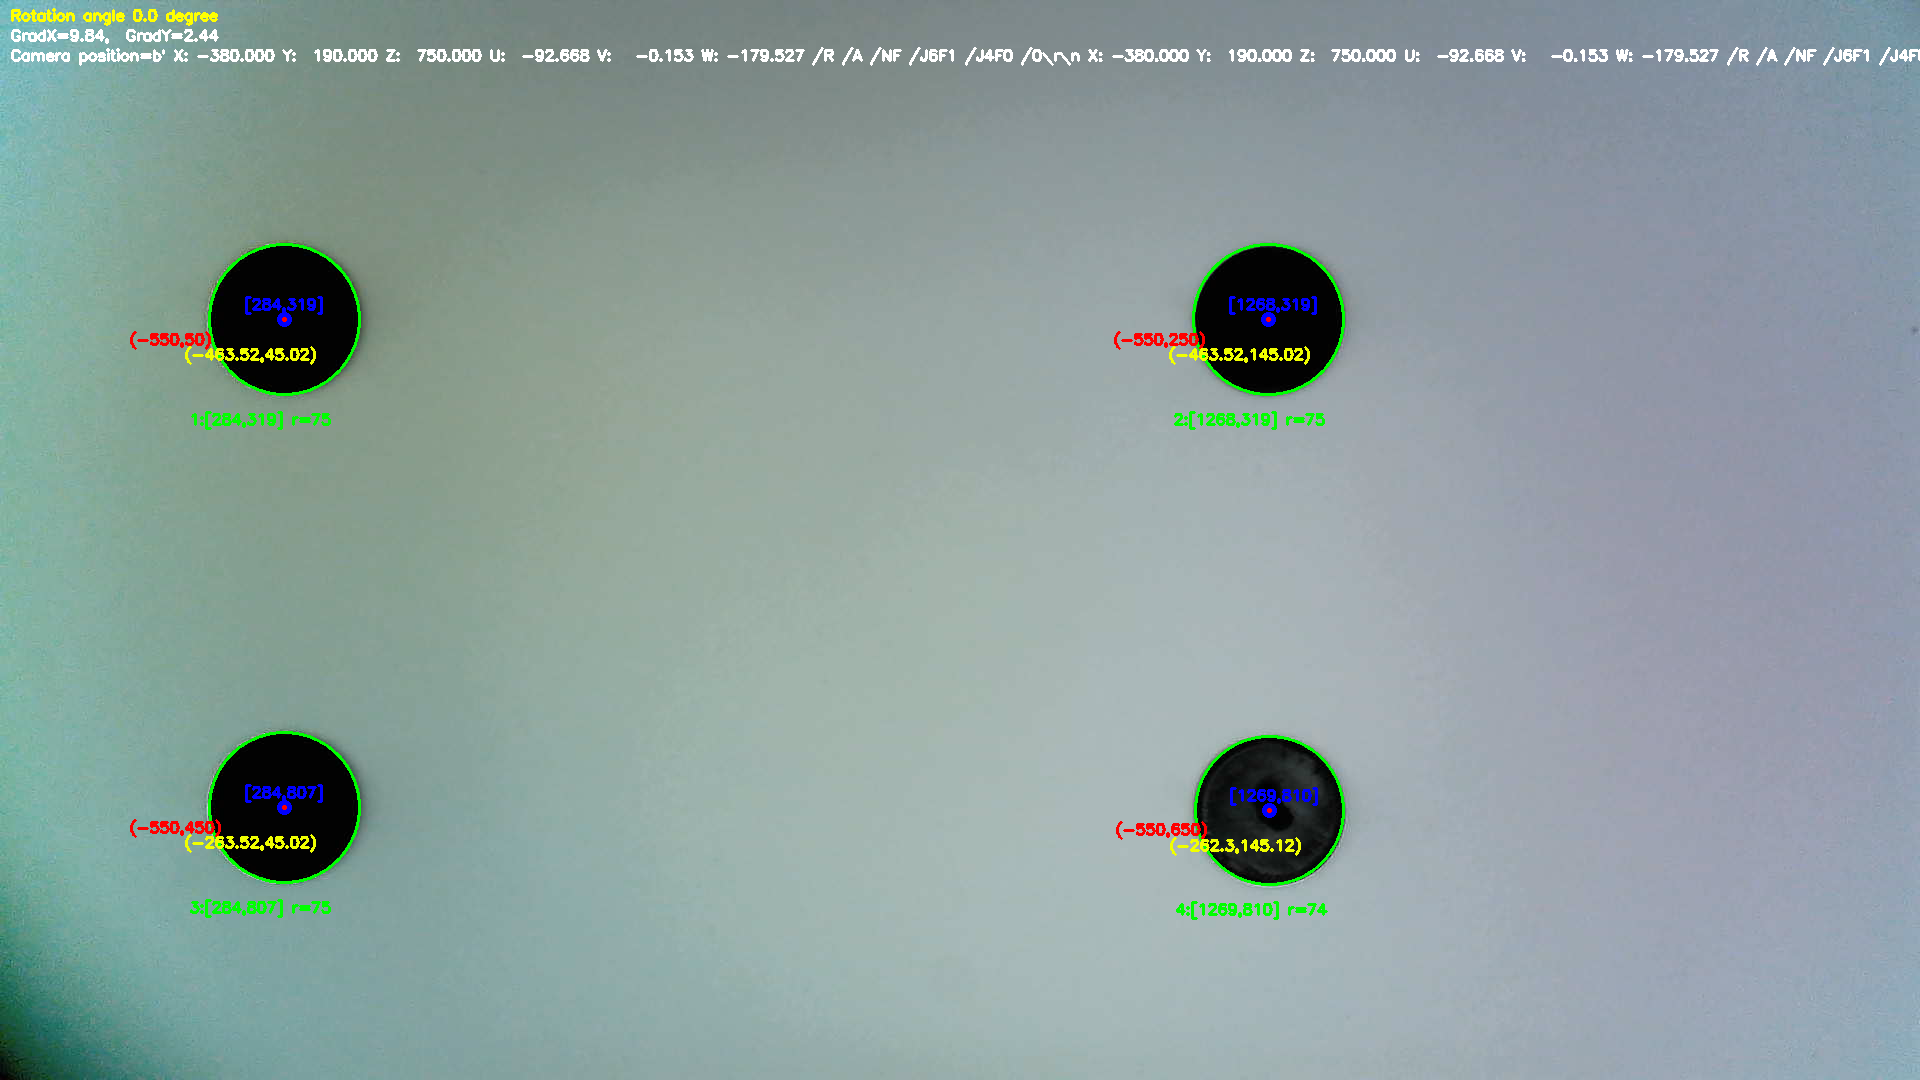 Rotation angle 0.0 degree
GradX=9.84, GradY=2.44
Camera position=b' X: -380.000 Y: 190.000 Z: 750.000 U: -92.668 V: -0.153 W: -179.527 /R /A /NF /J6F1 /J4F0 /0\r\n X: -380.000 Y: 190.000 Z: 750.000 U: -92.668 V: -0.153 W: -179.527 /R /A /NF /J6F1
[284,319]
(-550,50)
(-463.52,45.02)
1:[284,319] r=75
[1268,319]
(-550,250)
(-463.52,145.02)
2:[1268,319] r=75
[284,807]
(-550,450)
(-263.52,45.02)
3:[284,807] r=75
[1269,810]
(-550,650)
(-262.3,145.12)
4:[1269,810] r=74